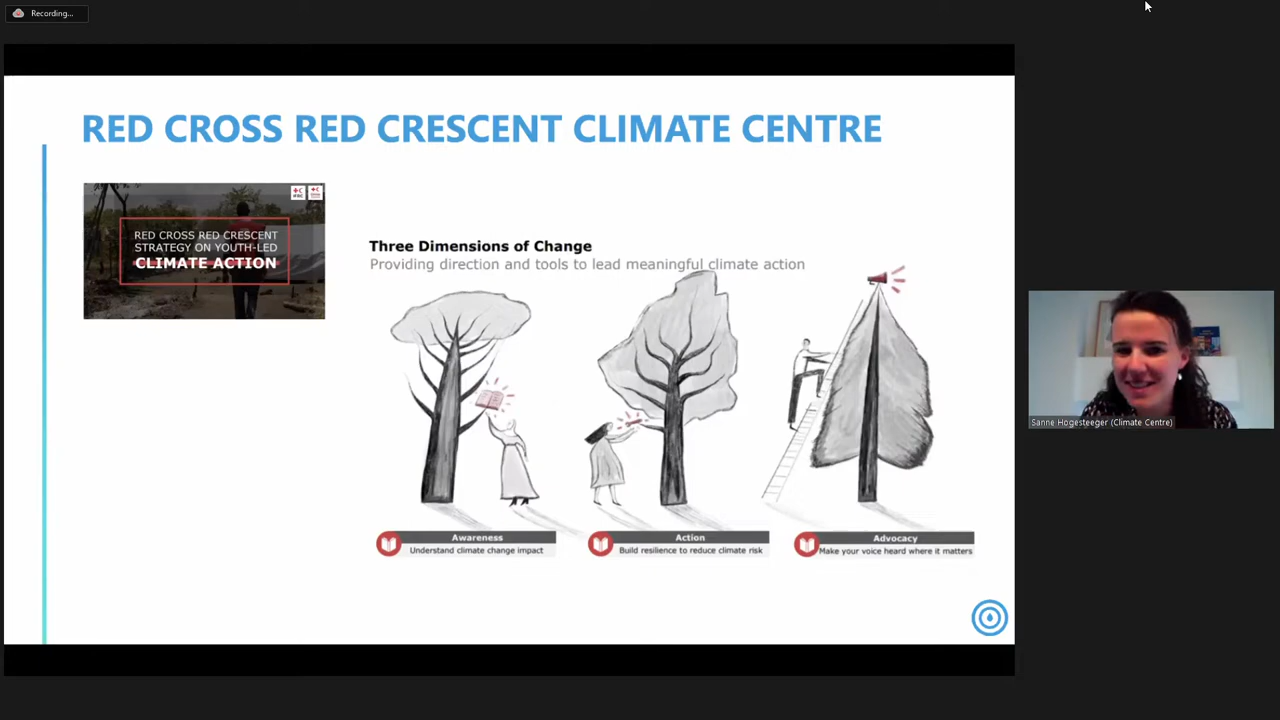 Recording...
RED CROSS RED CRESCENT CLIMATE CENTRE
RED CROSS RED CRESCENT
STRATEGY ON YOUTH-LED
CLIMATE ACTION
Three Dimensions of Change
Providing direction and tools to lead meaningful climate action
Awareness
Understand climate change impact
Action
Build resilience to reduce climate risk
Advocacy
Make your voice heard where it matters
Sanne Hogesteeger (Climate Centre)